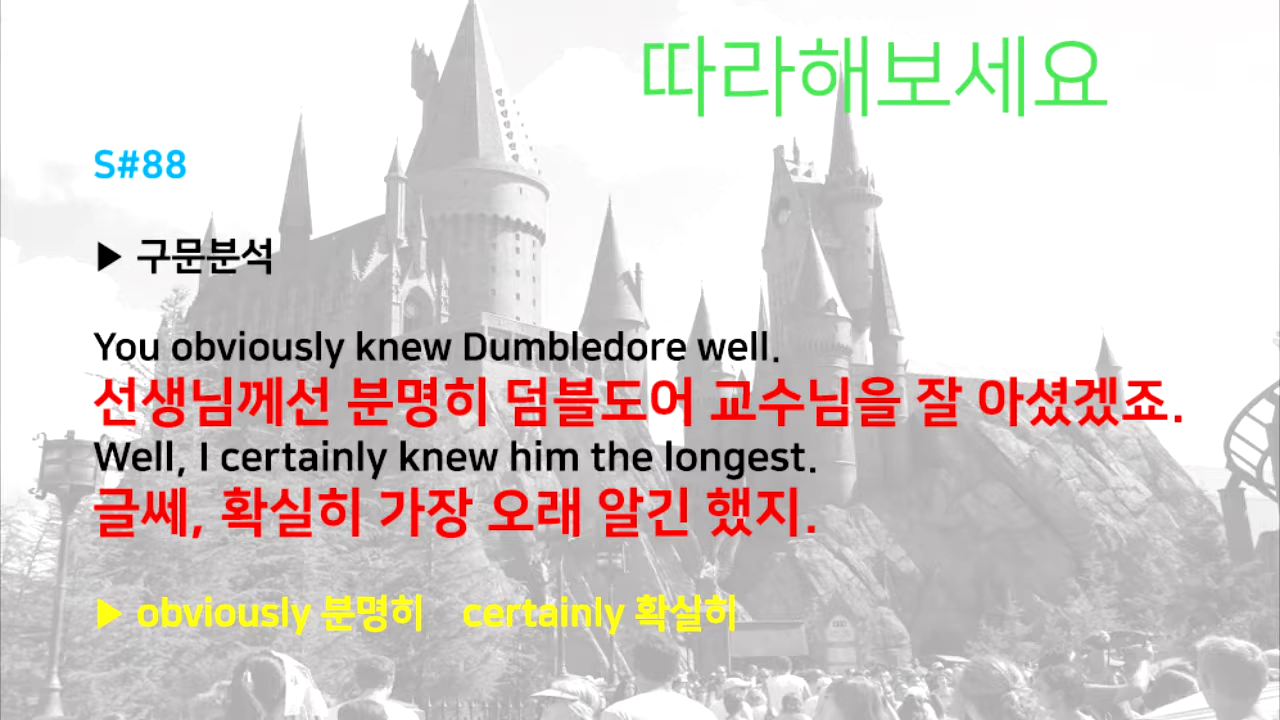 따라해보세요
S#88
▶ 구문분석
You obviously knew Dumbledore well.
선생님께선 분명히 덤블도어 교수님을 잘 아셨겠죠.
Well, I certainly knew him the longest.
글쎄, 확실히 가장 오래 알긴 했지.
▶ obviously 분명히 certainly 확실히